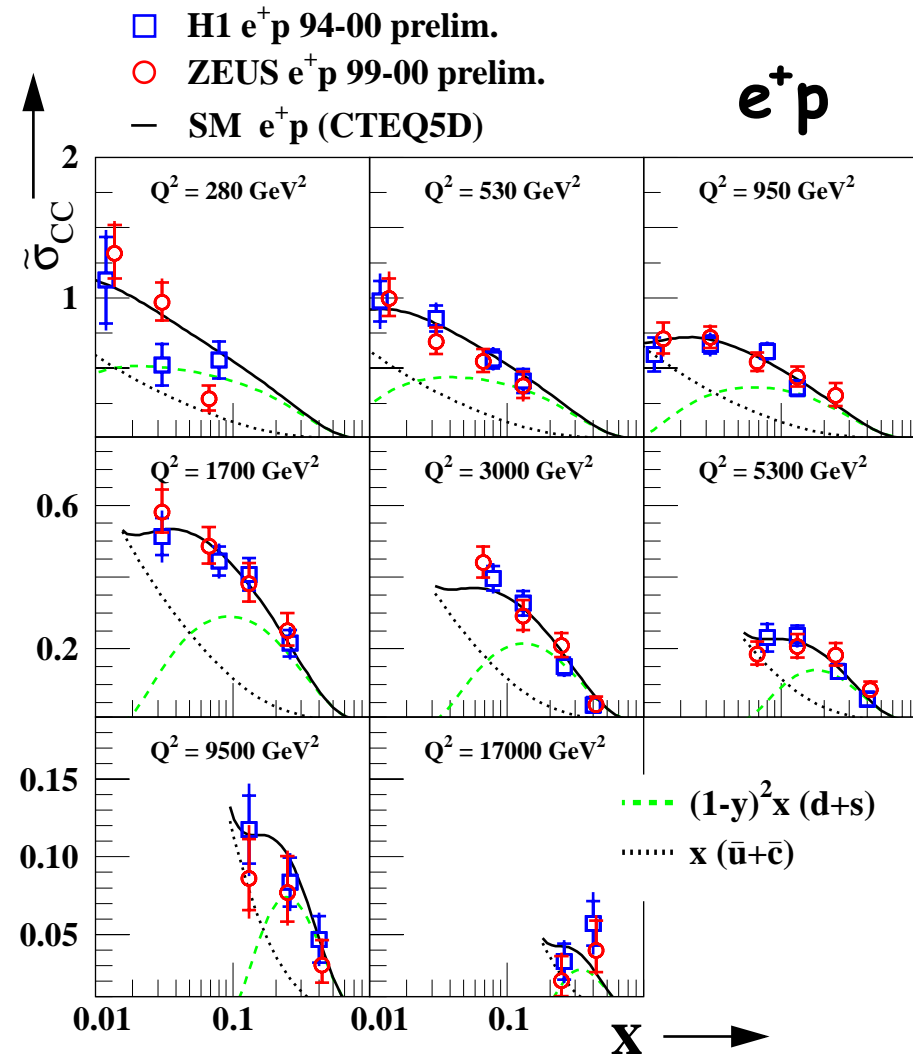 H1 e⁺p 94-00 prelim.
ZEUS e⁺p 99-00 prelim.
SM e⁺p (CTEQ5D)
e⁺p
σ̃CC
2
1
Q² = 280 GeV²
Q² = 530 GeV²
Q² = 950 GeV²
0.6
0.2
Q² = 1700 GeV²
Q² = 3000 GeV²
Q² = 5300 GeV²
0.15
0.10
0.05
Q² = 9500 GeV²
Q² = 17000 GeV²
(1-y)²x (d+s)
x (ū+c̄)
0.01 0.1 0.01 0.1
x